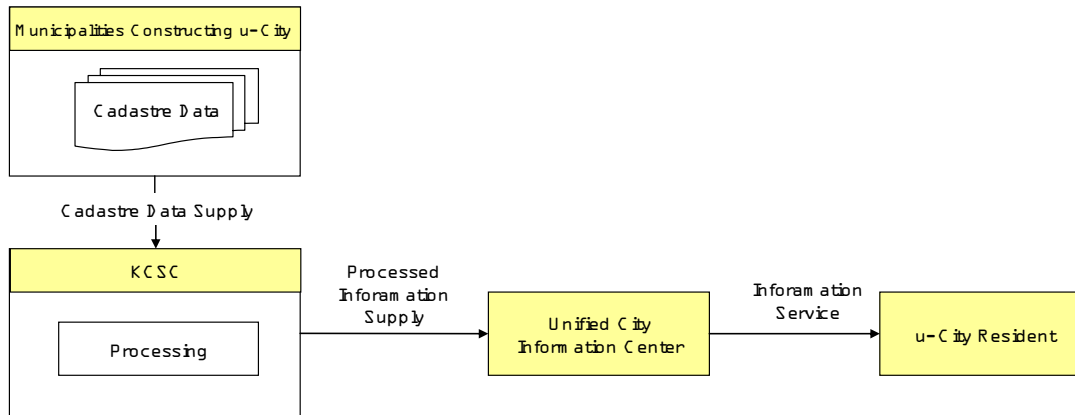 Municipalities Constructing u-City
Cadastre Data
Cadastre Data Supply
KCSC
Processing
Processed
Inforamation
Supply
Unified City
Information Center
Inforamation
Service
u-City Resident